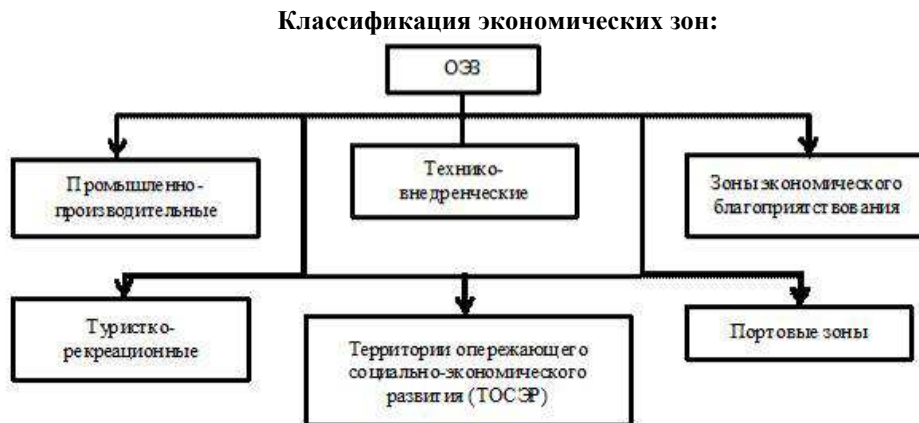 Классификация экономических зон:
ОЭЗ
Промышленно-
производительные
Технико-
внедренческие
Зоны экономического
благоприятствования
Туристко-
рекреационные
Территории опережающего
социально-экономического
развития (ТОСЭР)
Портовые зоны